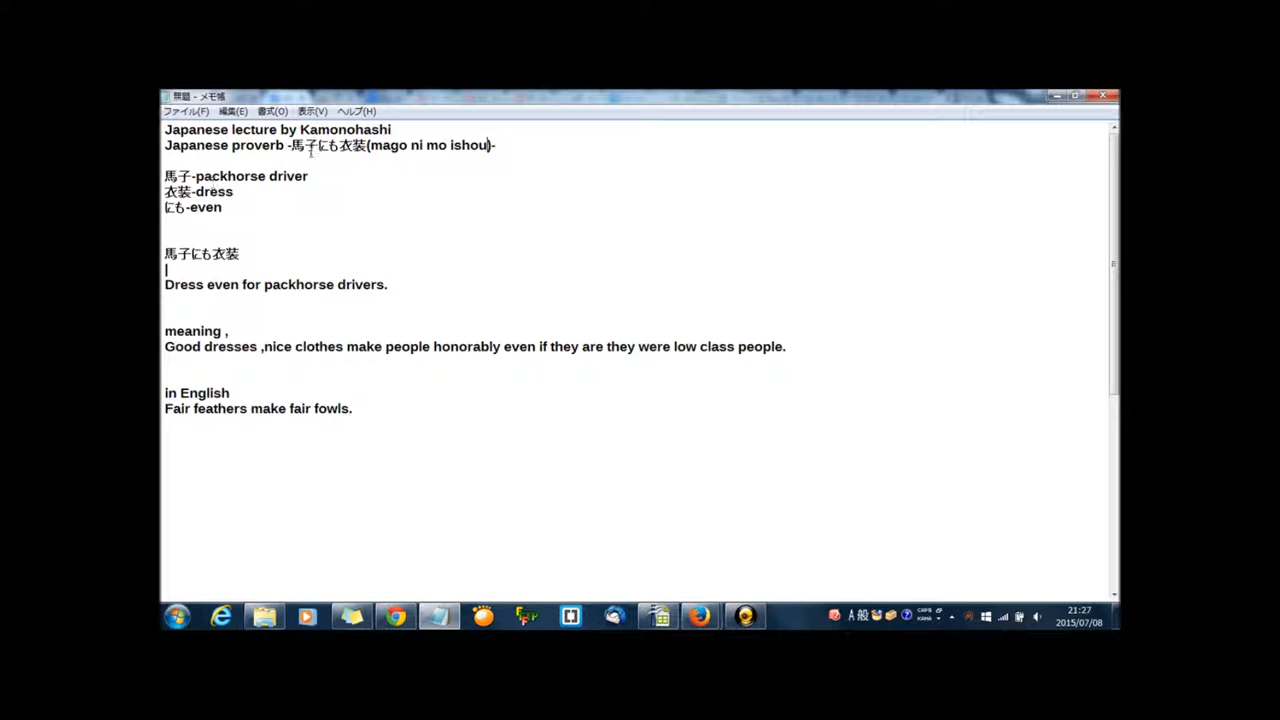 無題 - メモ帳
ファイル(F) 編集(E) 書式(O) 表示(V) ヘルプ(H)
Japanese lecture by Kamonohashi
Japanese proverb -馬子にも衣装(mago ni mo ishou)-
馬子-packhorse driver
衣装-dress
にも-even
馬子にも衣装
Dress even for packhorse drivers.
meaning ,
Good dresses ,nice clothes make people honorably even if they are they were low class people.
in English
Fair feathers make fair fowls.
A 般 CAPS
KANA
21:27
2015/07/08